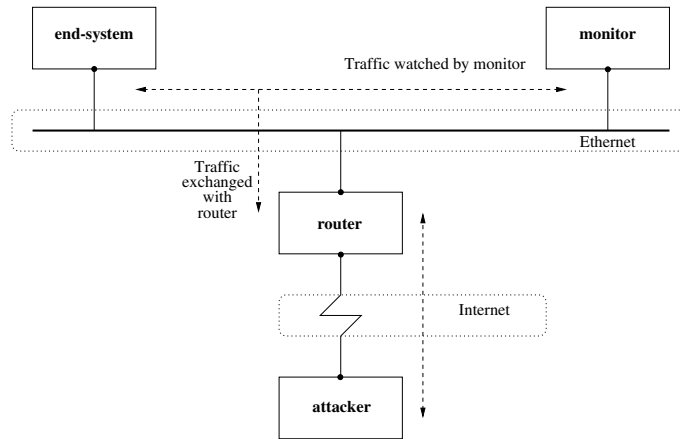 end-system
monitor
Traffic watched by monitor
Ethernet
Traffic
exchanged
with
router
router
Internet
attacker